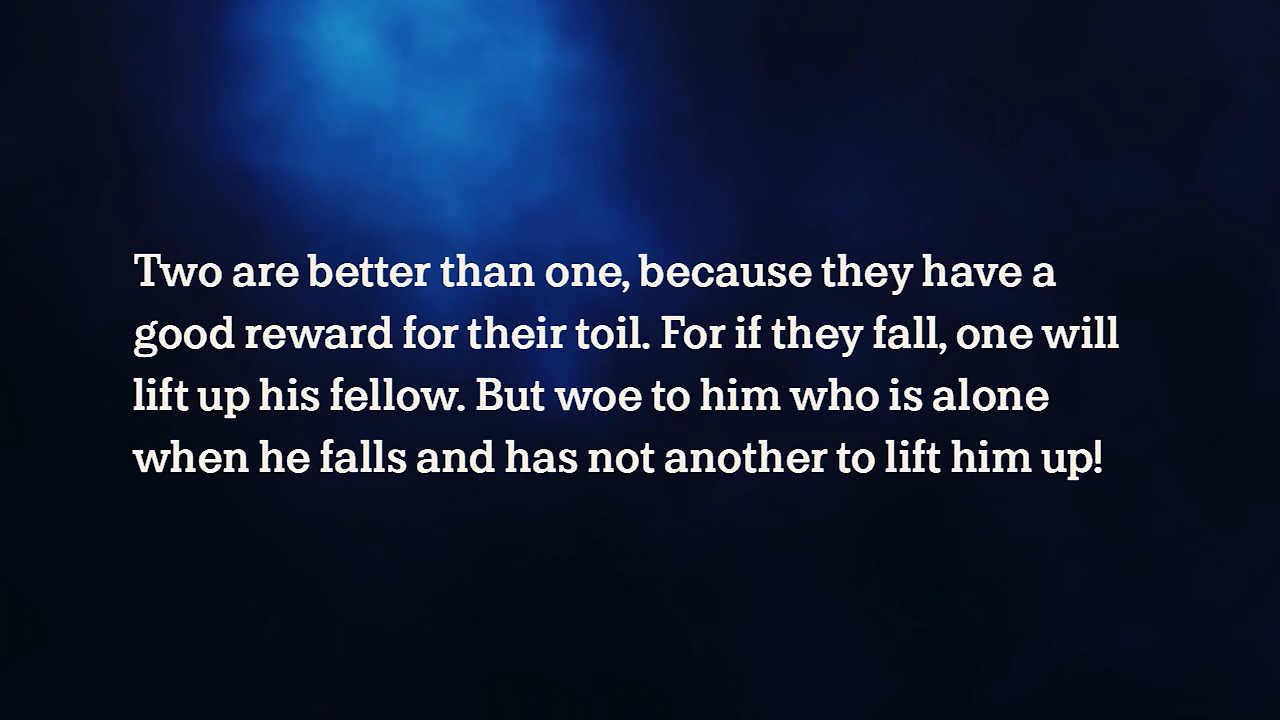 Two are better than one, because they have a
good reward for their toil. For if they fall, one will
lift up his fellow. But woe to him who is alone
when he falls and has not another to lift him up!